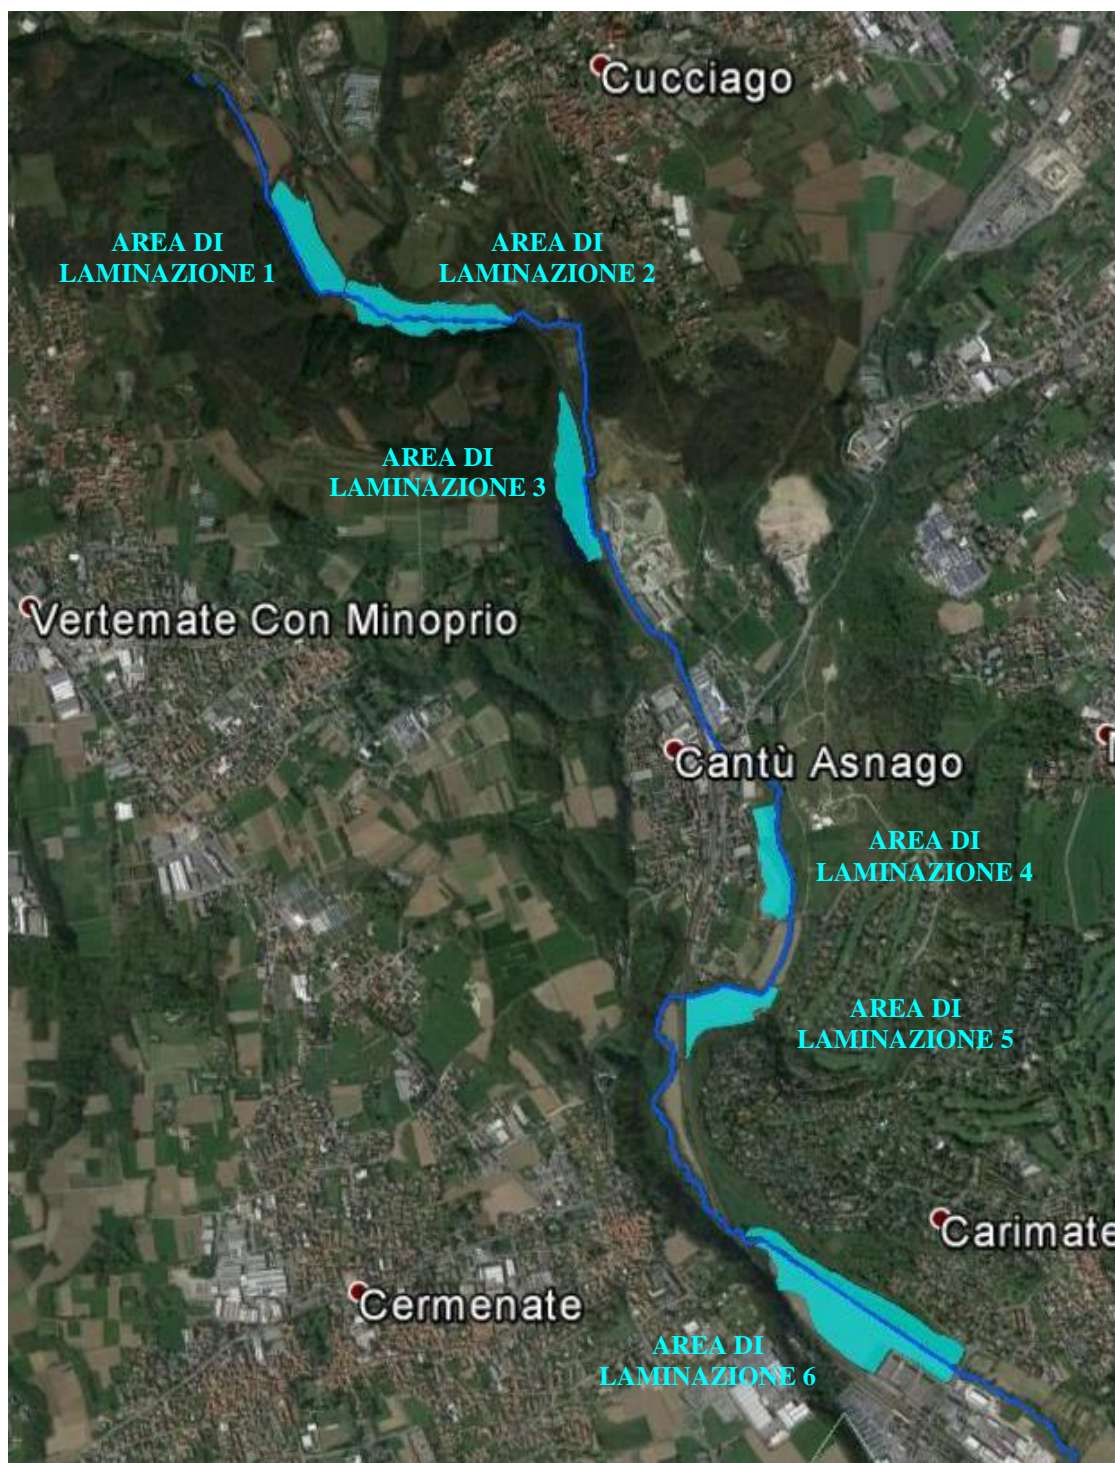 Cucciago
AREA DI
LAMINAZIONE 1
AREA DI
LAMINAZIONE 2
AREA DI
LAMINAZIONE 3
Vertemate Con Minoprio
Cantù Asnago
AREA DI
LAMINAZIONE 4
AREA DI
LAMINAZIONE 5
Carimate
Cermenate
AREA DI
LAMINAZIONE 6